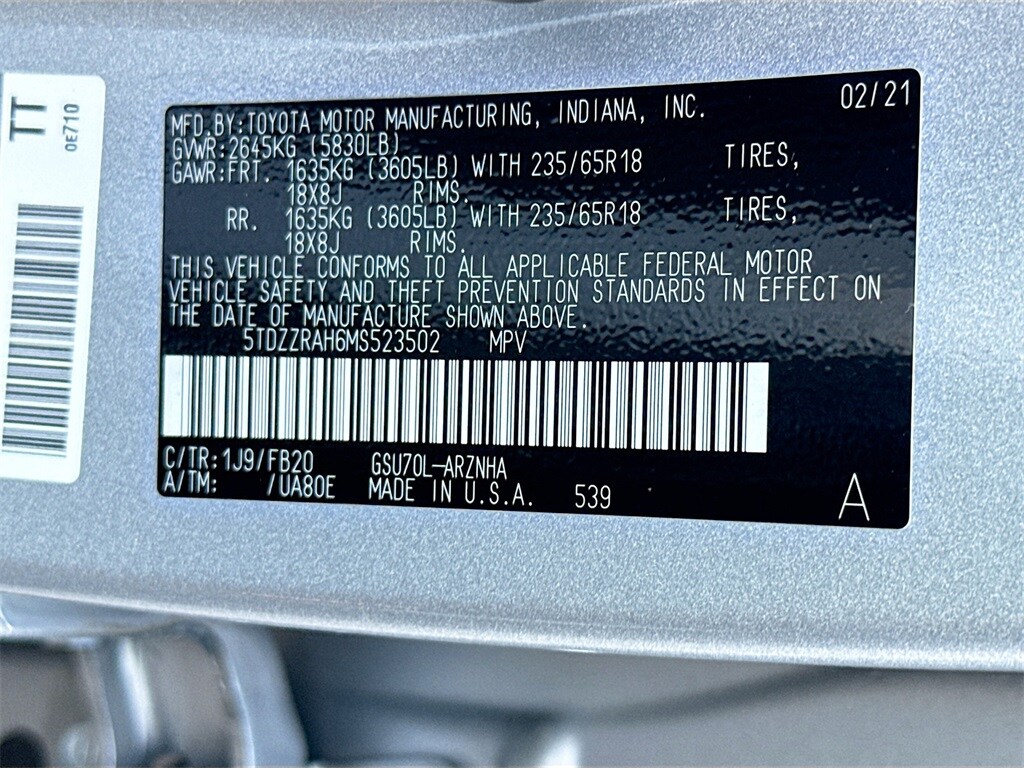 TT
0E710
02/21
MFD.BY:TOYOTA MOTOR MANUFACTURING, INDIANA, INC.
GVWR:2645KG (5830LB)
GAWR:FRT. 1635KG (3605LB) WITH 235/65R18 TIRES,
18X8J RIMS.
RR. 1635KG (3605LB) WITH 235/65R18 TIRES,
18X8J RIMS.
THIS VEHICLE CONFORMS TO ALL APPLICABLE FEDERAL MOTOR
VEHICLE SAFETY AND THEFT PREVENTION STANDARDS IN EFFECT ON
THE DATE OF MANUFACTURE SHOWN ABOVE.
5TDZZRAH6MS523502 MPV
C/TR:1J9/FB20 GSU70L-ARZNHA
A/TM: /UA80E MADE IN U.S.A. 539
A